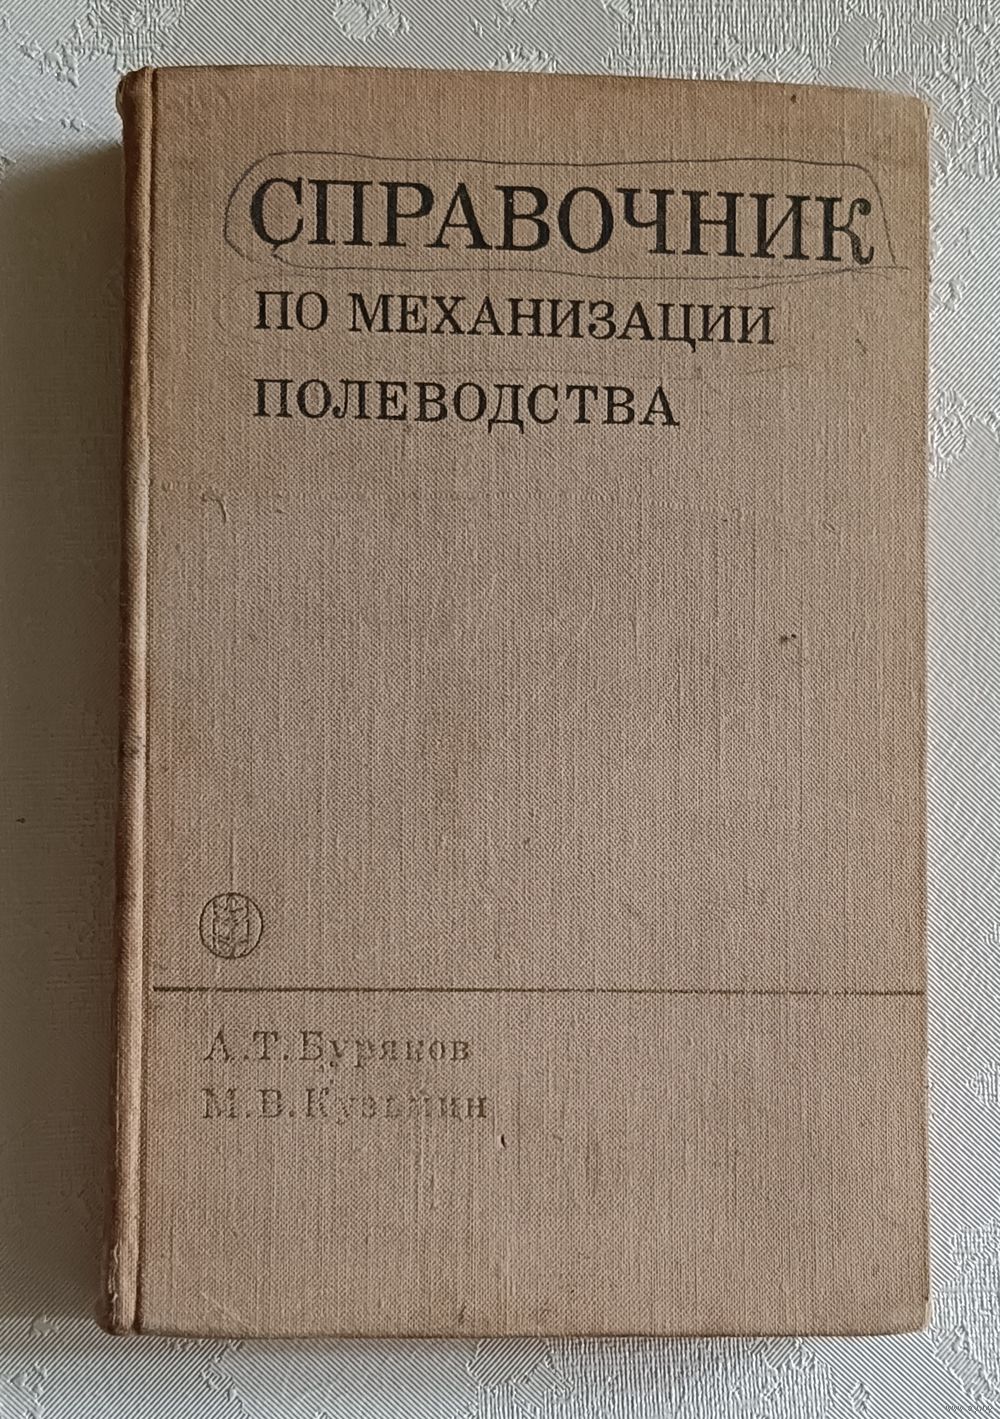 СПРАВОЧНИК
ПО МЕХАНИЗАЦИИ
ПОЛЕВОДСТВА
А.Т.Буряков
М.В.Кузьмин